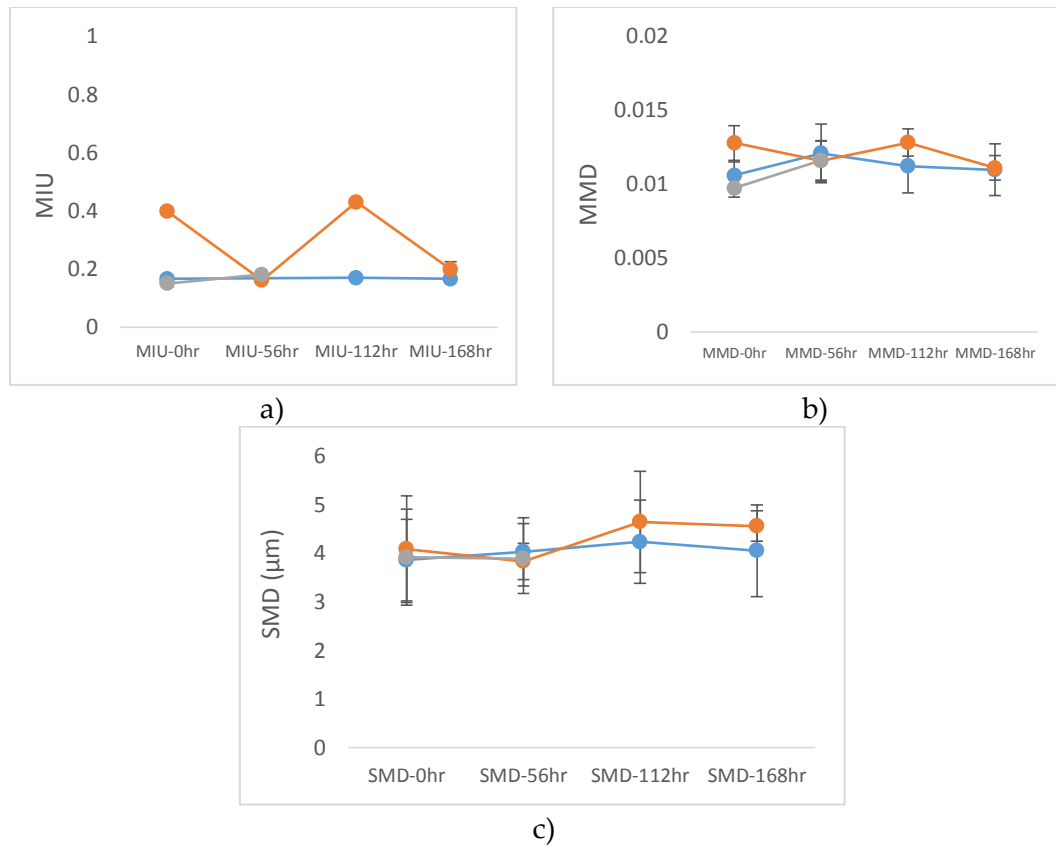 1
0.8
0.6
0.4
0.2
0
MIU
MIU-0hr MIU-56hr MIU-112hr MIU-168hr
a)
0.02
0.015
0.01
0.005
0
MMD
MMD-0hr MMD-56hr MMD-112hr MMD-168hr
b)
6
5
4
3
2
1
0
SMD (µm)
SMD-0hr SMD-56hr SMD-112hr SMD-168hr
c)